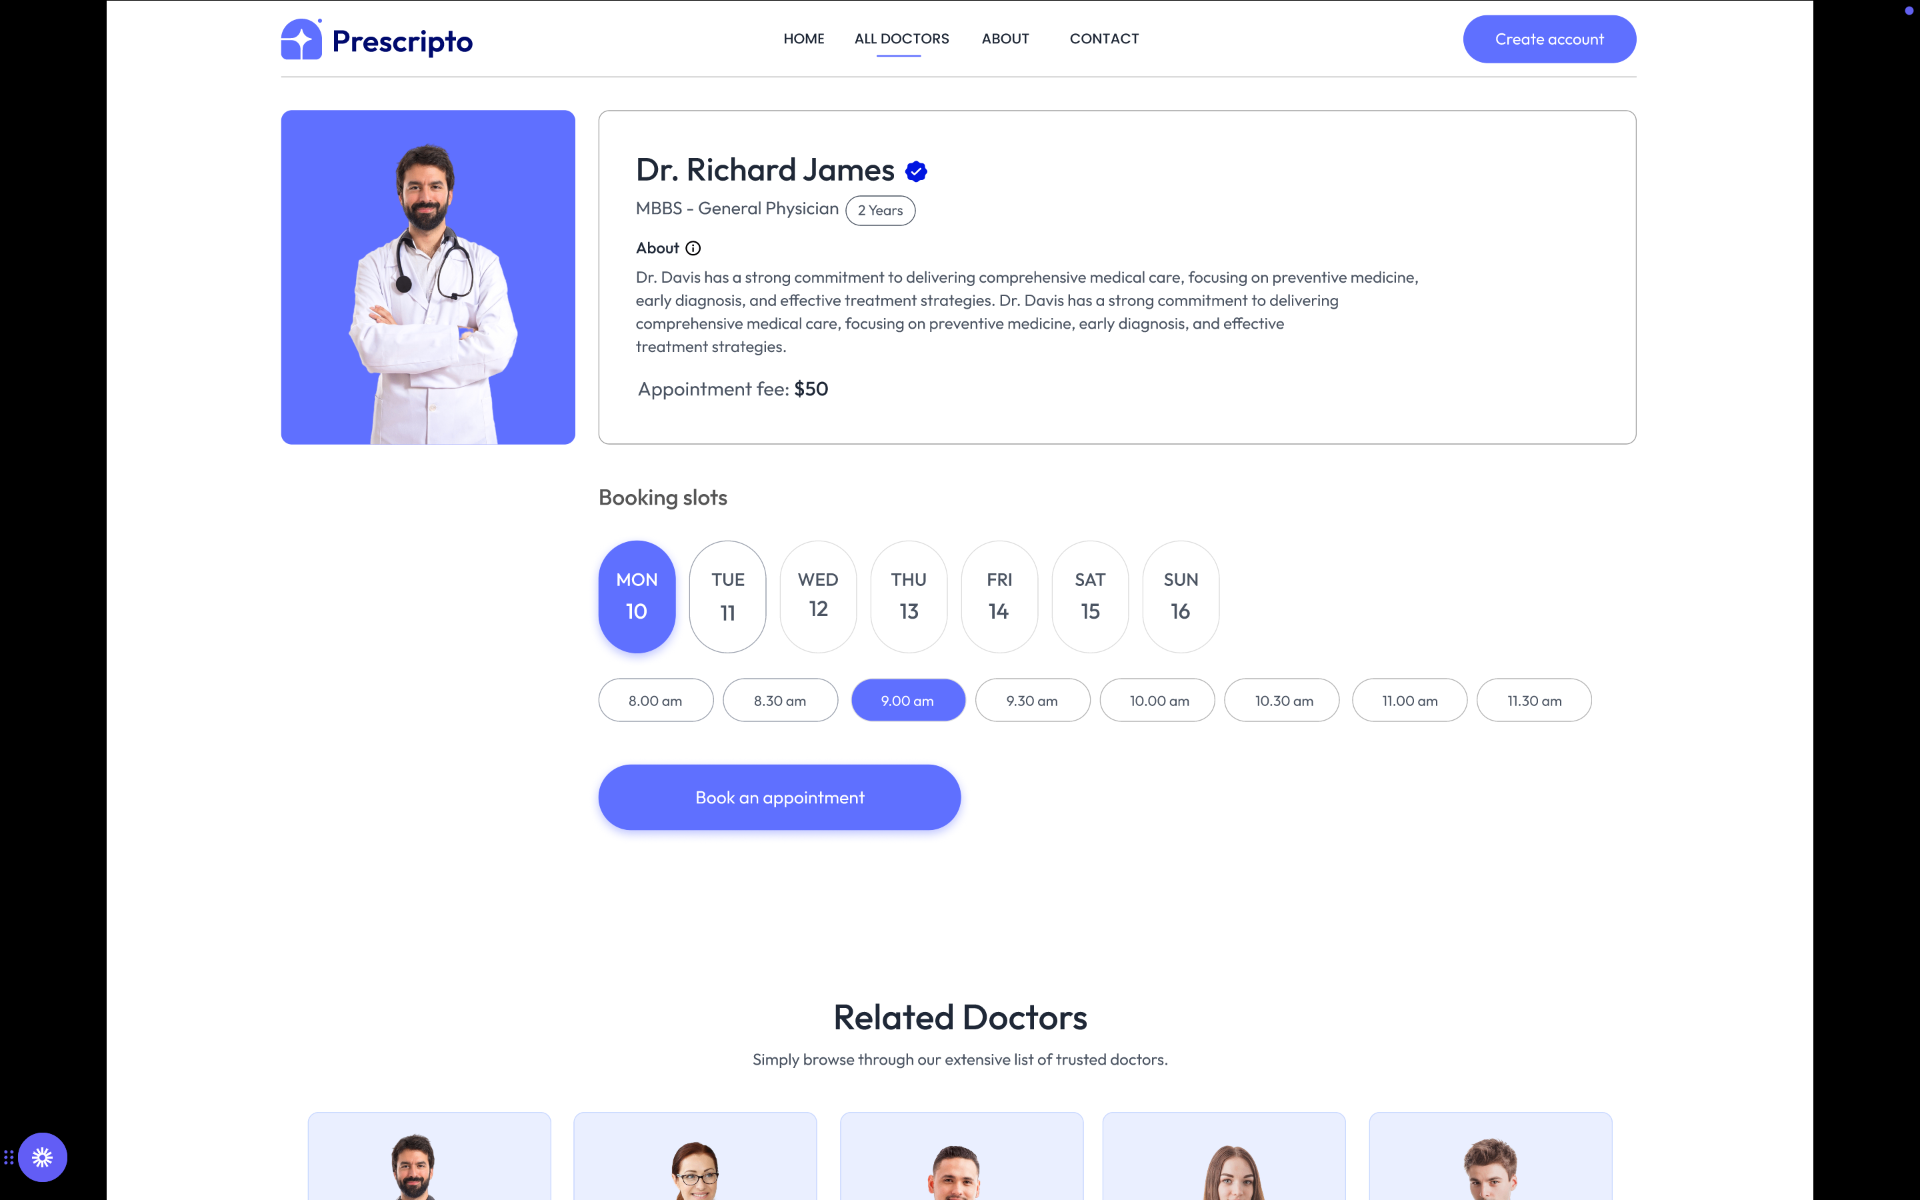 Prescripto
HOME ALL DOCTORS ABOUT CONTACT
Create account
Dr. Richard James
MBBS - General Physician 2 Years
About
Dr. Davis has a strong commitment to delivering comprehensive medical care, focusing on preventive medicine,
early diagnosis, and effective treatment strategies. Dr. Davis has a strong commitment to delivering
comprehensive medical care, focusing on preventive medicine, early diagnosis, and effective
treatment strategies.
Appointment fee: $50
Booking slots
MON TUE WED THU FRI SAT SUN
10 11 12 13 14 15 16
8.00 am 8.30 am 9.00 am 9.30 am 10.00 am 10.30 am 11.00 am 11.30 am
Book an appointment
Related Doctors
Simply browse through our extensive list of trusted doctors.